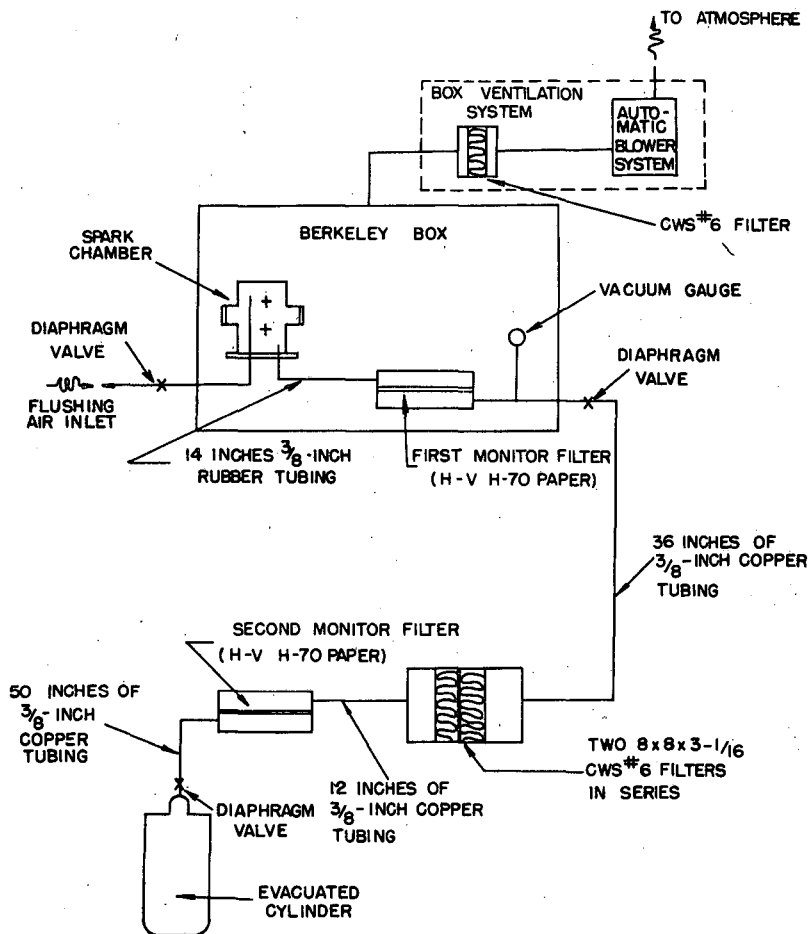 TO ATMOSPHERE
BOX VENTILATION
SYSTEM
AUTO-
MATIC
BLOWER
SYSTEM
CWS#6 FILTER
BERKELEY BOX
SPARK
CHAMBER
VACUUM GAUGE
DIAPHRAGM
VALVE
DIAPHRAGM
VALVE
FLUSHING
AIR INLET
14 INCHES 3/8-INCH
RUBBER TUBING
FIRST MONITOR FILTER
(H-V H-70 PAPER)
36 INCHES OF
3/8-INCH COPPER
TUBING
SECOND MONITOR FILTER
(H-V H-70 PAPER)
50 INCHES OF
3/8-INCH
COPPER
TUBING
TWO 8x8x3-1/16
CWS#6 FILTERS
IN SERIES
12 INCHES OF
3/8-INCH COPPER
TUBING
DIAPHRAGM
VALVE
EVACUATED
CYLINDER